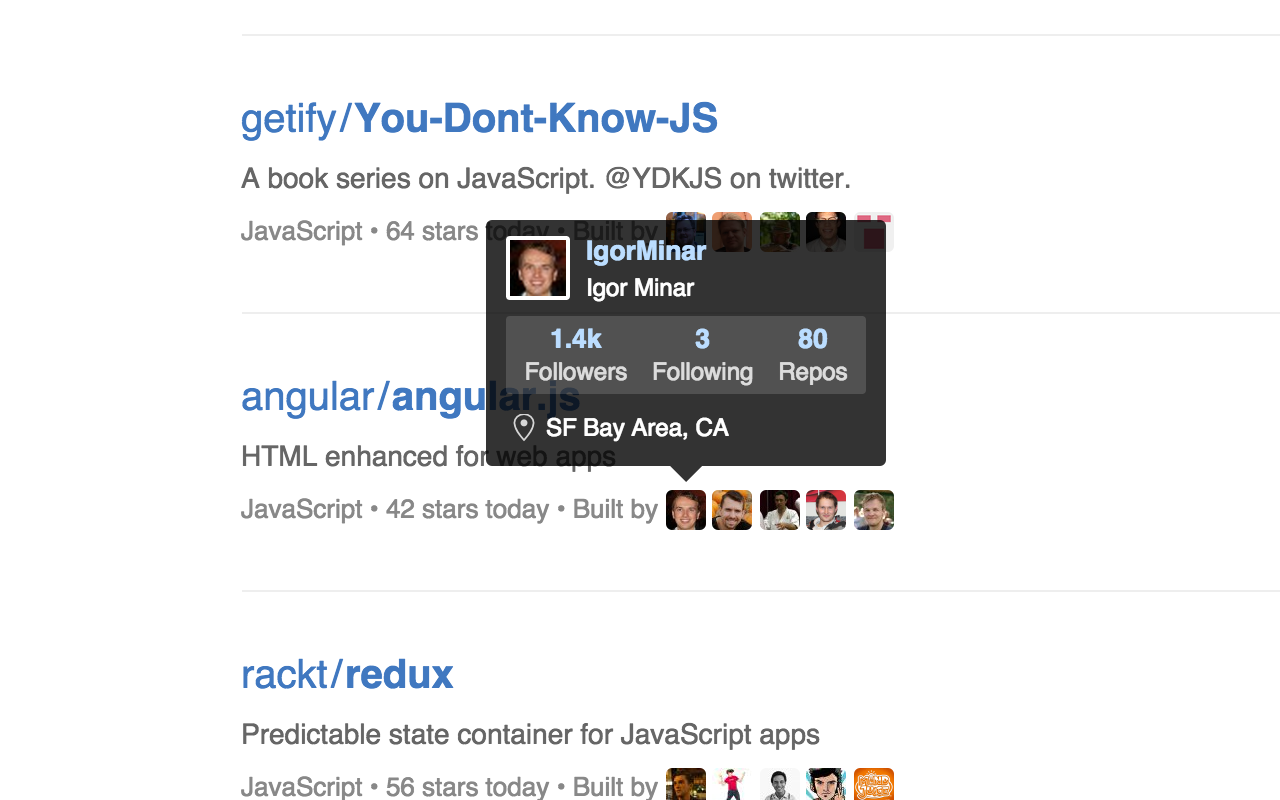 getify/You-Dont-Know-JS
A book series on JavaScript. @YDKJS on twitter.
JavaScript • 64 stars today • Built by
IgorMinar
Igor Minar
1.4k 3 80
Followers Following Repos
SF Bay Area, CA
angular/angular.js
HTML enhanced for web apps
JavaScript • 42 stars today • Built by
rackt/redux
Predictable state container for JavaScript apps
JavaScript • 56 stars today • Built by